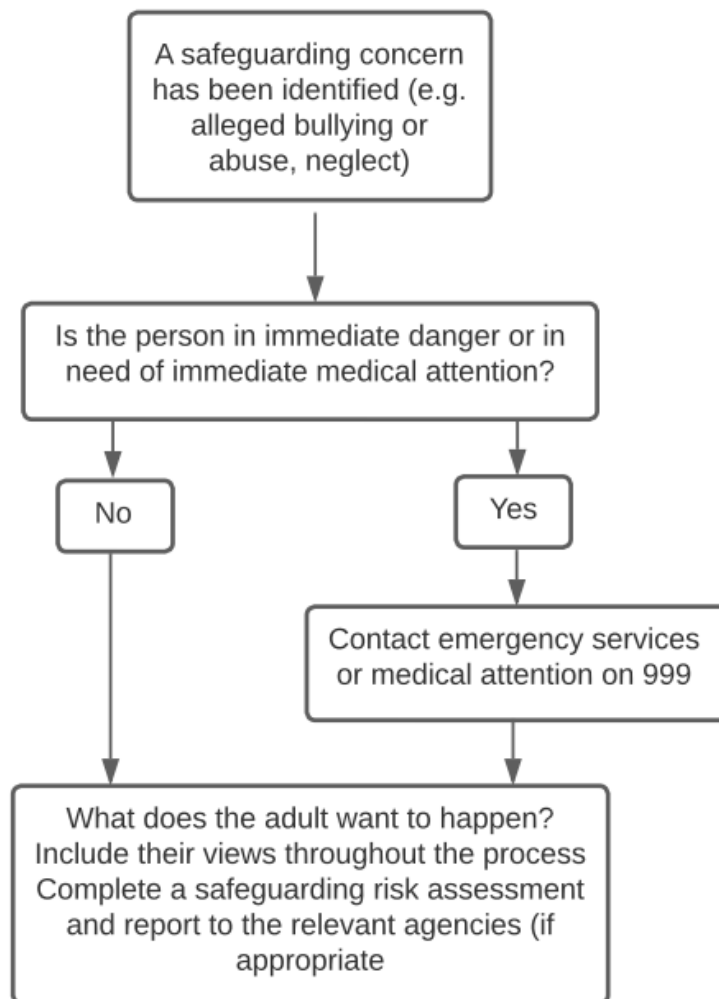 A safeguarding concern
has been identified (e.g.
alleged bullying or
abuse, neglect)
Is the person in immediate danger or in
need of immediate medical attention?
No
Yes
Contact emergency services
or medical attention on 999
What does the adult want to happen?
Include their views throughout the process
Complete a safeguarding risk assessment
and report to the relevant agencies (if
appropriate